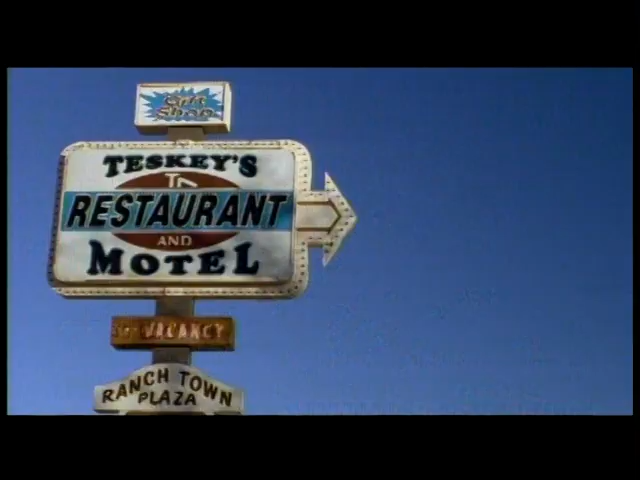 Gift
Shop
TESKEY'S
RESTAURANT
AND
MOTEL
VACANCY
RANCH TOWN
PLAZA